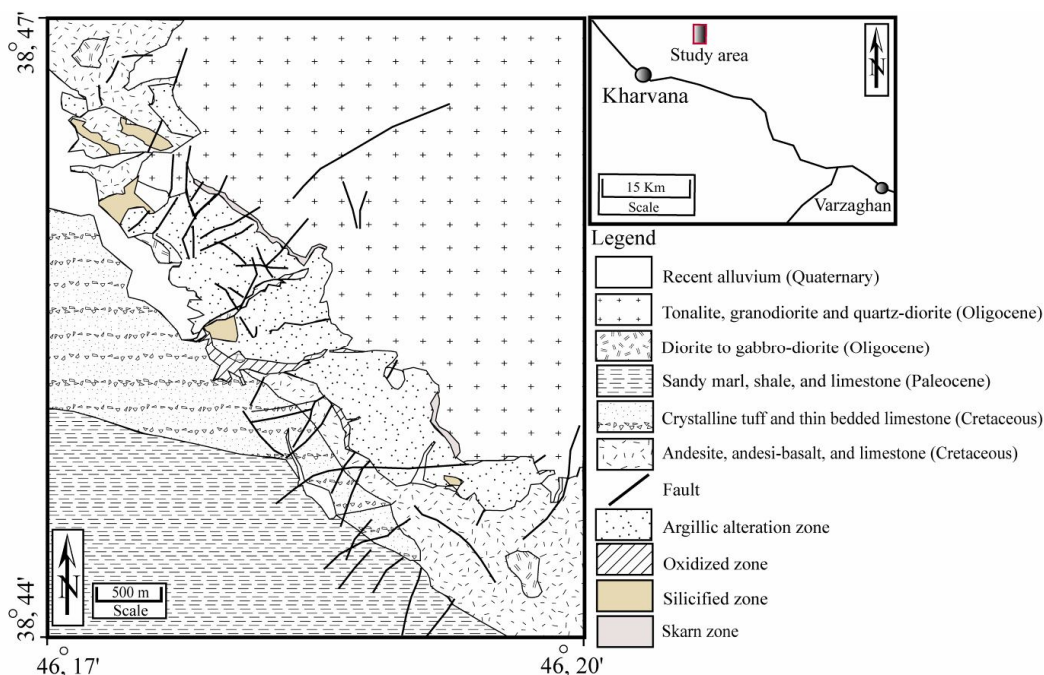 38, 47'
N
500 m
Scale
38, 44'
46, 17'
46, 20'
Study area
Kharvana
N
15 Km
Scale
Varzaghan
Legend
Recent alluvium (Quaternary)
Tonalite, granodiorite and quartz-diorite (Oligocene)
Diorite to gabbro-diorite (Oligocene)
Sandy marl, shale, and limestone (Paleocene)
Crystalline tuff and thin bedded limestone (Cretaceous)
Andesite, andesi-basalt, and limestone (Cretaceous)
Fault
Argillic alteration zone
Oxidized zone
Silicified zone
Skarn zone